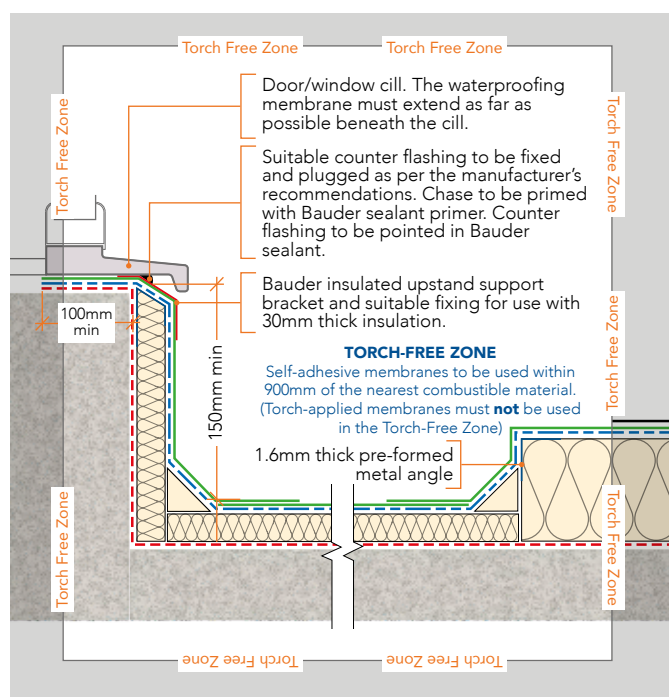 Torch Free Zone
Torch Free Zone
Torch Free Zone
Torch Free Zone
Door/window cill. The waterproofing
membrane must extend as far as
possible beneath the cill.
Suitable counter flashing to be fixed
and plugged as per the manufacturer's
recommendations. Chase to be primed
with Bauder sealant primer. Counter
flashing to be pointed in Bauder
sealant.
Bauder insulated upstand support
bracket and suitable fixing for use with
30mm thick insulation.
100mm
min
150mm min
TORCH-FREE ZONE
Self-adhesive membranes to be used within
900mm of the nearest combustible material.
(Torch-applied membranes must not be used
in the Torch-Free Zone)
Torch Free
Zone
1.6mm thick pre-formed
metal angle
Torch Free Zone
Torch Free
Zone
Torch Free Zone
Torch Free Zone